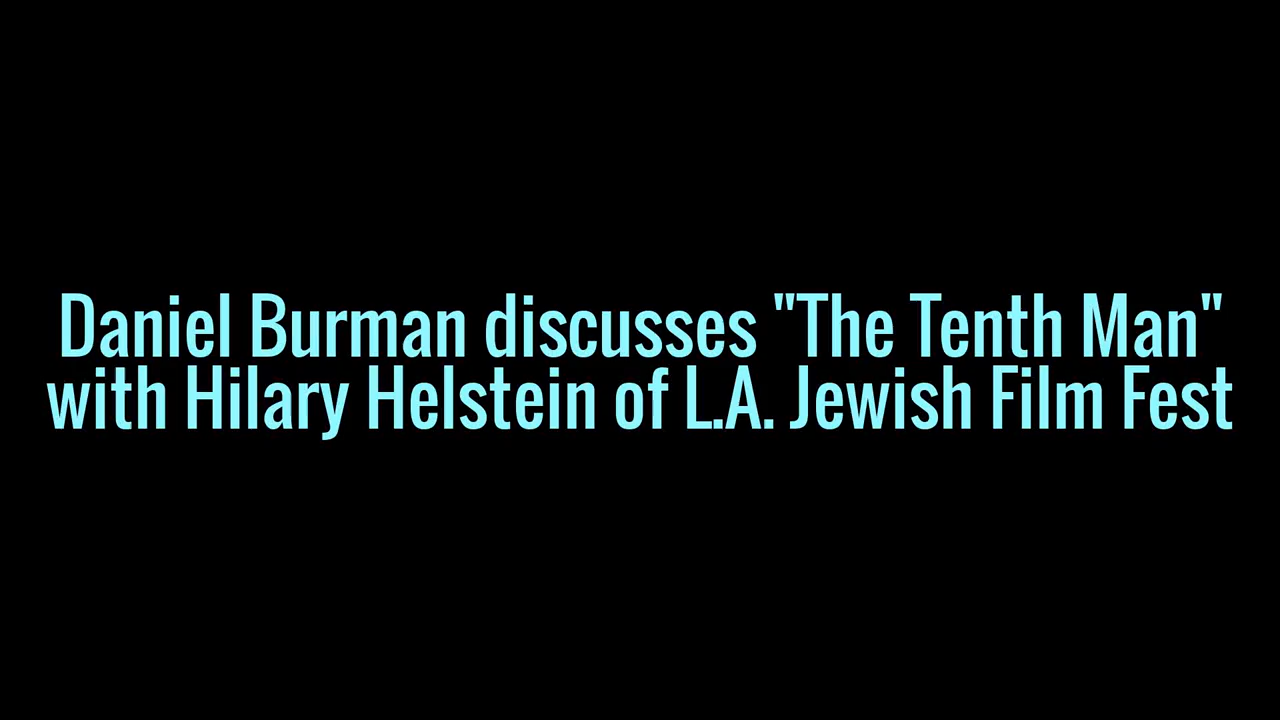 Daniel Burman discusses "The Tenth Man"
with Hilary Helstein of L.A. Jewish Film Fest